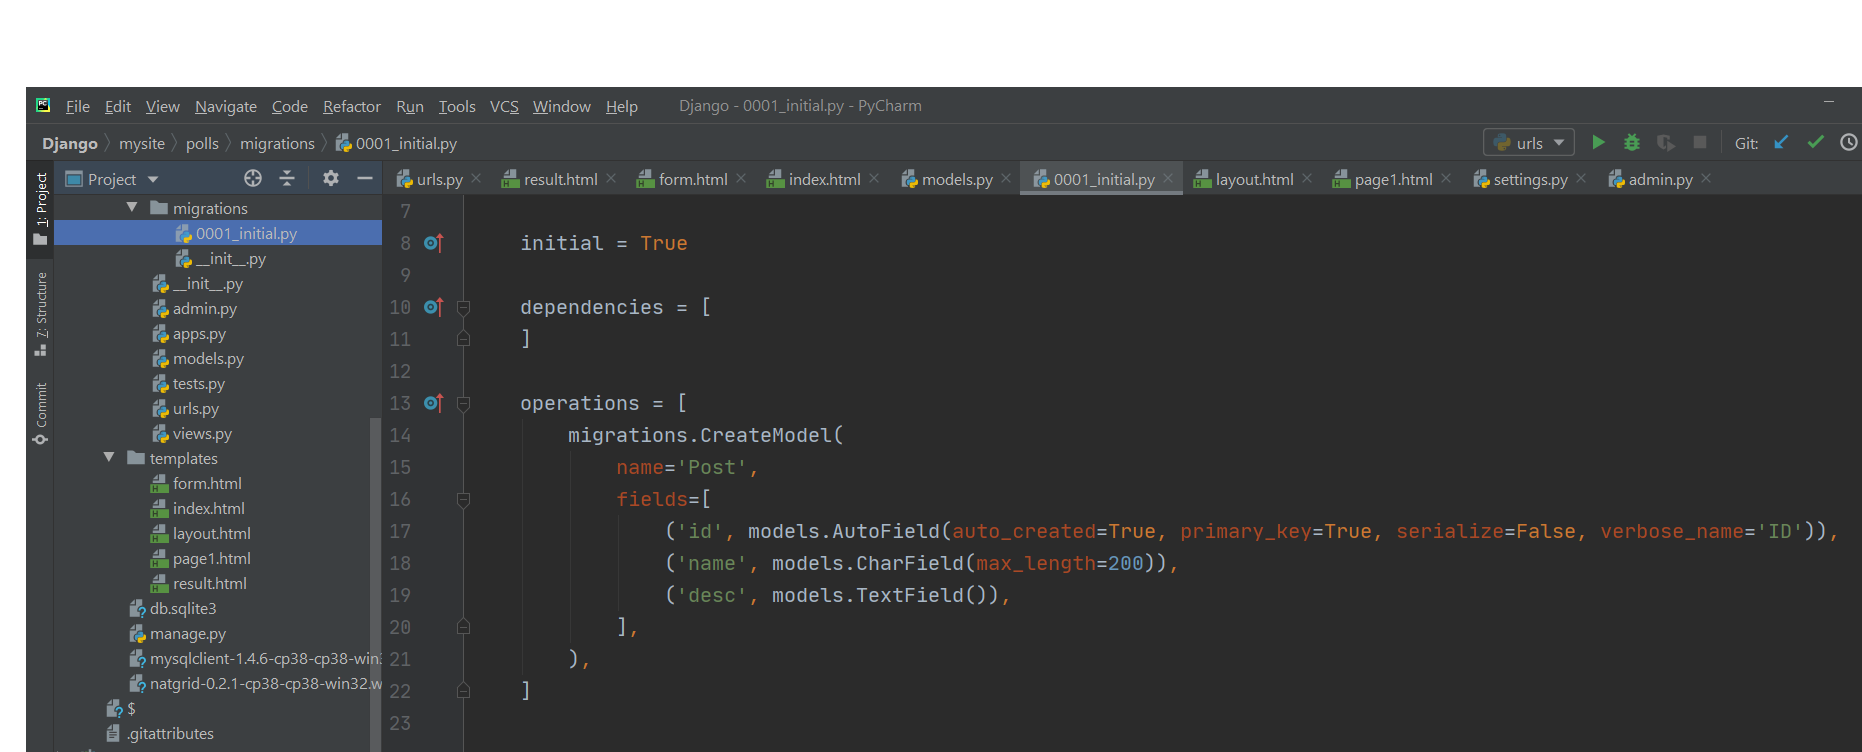 PC File Edit View Navigate Code Refactor Run Tools VCS Window Help Django - 0001_initial.py - PyCharm
Django mysite polls migrations 0001_initial.py urls Git:
1: Project
7: Structure
Commit
Project
urls.py result.html form.html index.html models.py 0001_initial.py layout.html page1.html settings.py admin.py
migrations
0001_initial.py
__init__.py
__init__.py
admin.py
apps.py
models.py
tests.py
urls.py
views.py
templates
form.html
index.html
layout.html
page1.html
result.html
db.sqlite3
manage.py
mysqlclient-1.4.6-cp38-cp38-win
natgrid-0.2.1-cp38-cp38-win32.w
$
.gitattributes
7
8 initial = True
9
10 dependencies = [
11 ]
12
13 operations = [
14 migrations.CreateModel(
15 name='Post',
16 fields=[
17 ('id', models.AutoField(auto_created=True, primary_key=True, serialize=False, verbose_name='ID')),
18 ('name', models.CharField(max_length=200)),
19 ('desc', models.TextField()),
20 ],
21 ),
22 ]
23